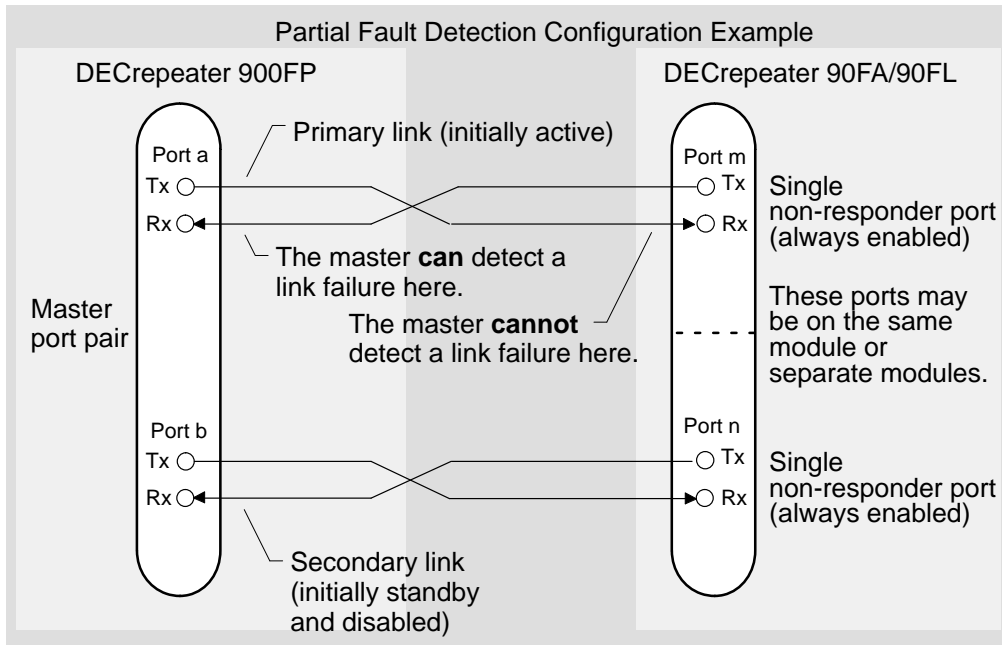 Partial Fault Detection Configuration Example
DECrepeater 900FP
DECrepeater 90FA/90FL
Primary link (initially active)
Port a
Tx
Rx
Port m
Tx
Rx
Single
non-responder port
(always enabled)
The master can detect a
link failure here.
The master cannot
detect a link failure here.
Master
port pair
These ports may
be on the same
module or
separate modules.
Port b
Tx
Rx
Port n
Tx
Rx
Single
non-responder port
(always enabled)
Secondary link
(initially standby
and disabled)